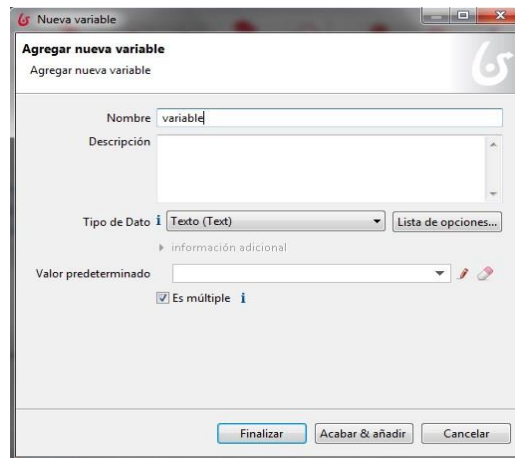 Nueva variable
Agregar nueva variable
Agregar nueva variable
Nombre variable
Descripción
Tipo de Dato i Texto (Text) Lista de opciones...
información adicional
Valor predeterminado
Es múltiple i
Finalizar Acabar & añadir Cancelar